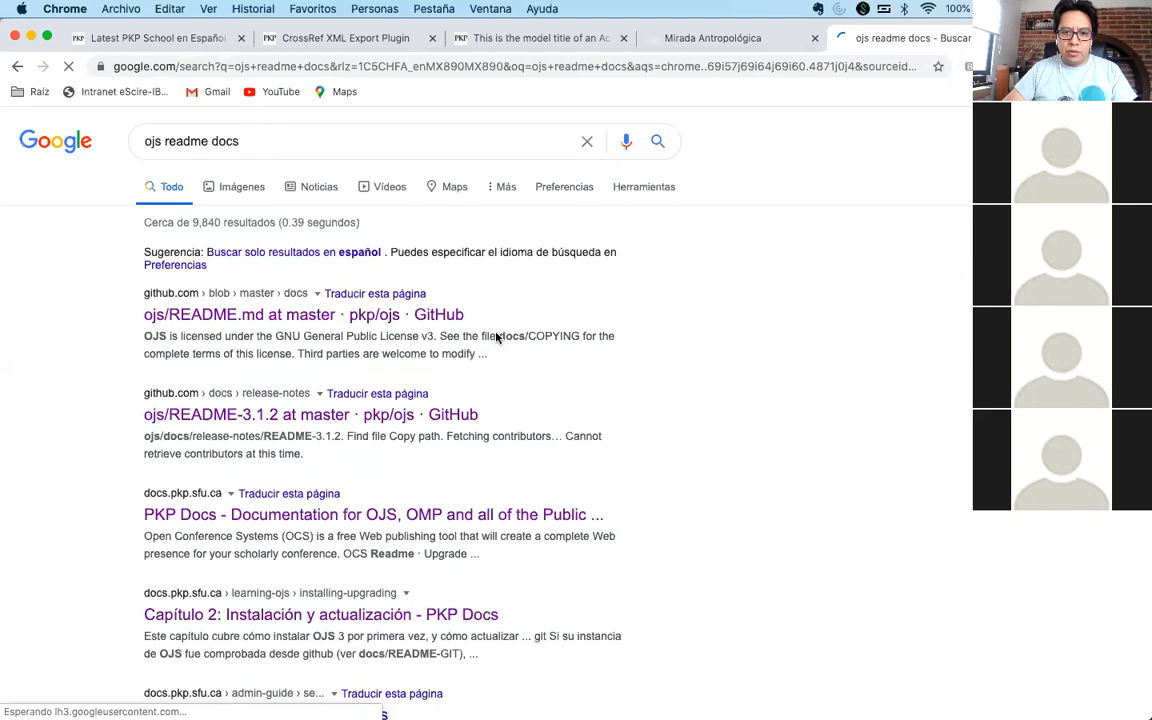 Chrome Archivo Editar Ver Historial Favoritos Personas Pestaña Ventana Ayuda 100%
PKP Latest PKP School en Español × PKP CrossRef XML Export Plugin × PKP This is the model title of an Ac × Mirada Antropológica × ojs readme docs - Buscar
google.com/search?q=ojs+readme+docs&rlz=1C5CHFA_enMX890MX890&oq=ojs+readme+docs&aqs=chrome..69i57j69i64j69i60.4871j0j4&sourceid...
Raíz Intranet eScire-IB... Gmail YouTube Maps
Google ojs readme docs
Todo Imágenes Noticias Vídeos Maps Más Preferencias Herramientas
Cerca de 9,840 resultados (0.39 segundos)
Sugerencia: Buscar solo resultados en español . Puedes especificar el idioma de búsqueda en
Preferencias
github.com › blob › master › docs ▾ Traducir esta página
ojs/README.md at master · pkp/ojs · GitHub
OJS is licensed under the GNU General Public License v3. See the file docs/COPYING for the
complete terms of this license. Third parties are welcome to modify ...
github.com › docs › release-notes ▾ Traducir esta página
ojs/README-3.1.2 at master · pkp/ojs · GitHub
ojs/docs/release-notes/README-3.1.2. Find file Copy path. Fetching contributors… Cannot
retrieve contributors at this time.
docs.pkp.sfu.ca ▾ Traducir esta página
PKP Docs - Documentation for OJS, OMP and all of the Public ...
Open Conference Systems (OCS) is a free Web publishing tool that will create a complete Web
presence for your scholarly conference. OCS Readme · Upgrade ...
docs.pkp.sfu.ca › learning-ojs › installing-upgrading ▾
Capítulo 2: Instalación y actualización - PKP Docs
Este capítulo cubre cómo instalar OJS 3 por primera vez, y cómo actualizar ... git Si su instancia
de OJS fue comprobada desde github (ver docs/README-GIT), ...
docs.pkp.sfu.ca › admin-guide › se... ▾ Traducir esta página
Esperando lh3.googleusercontent.com...